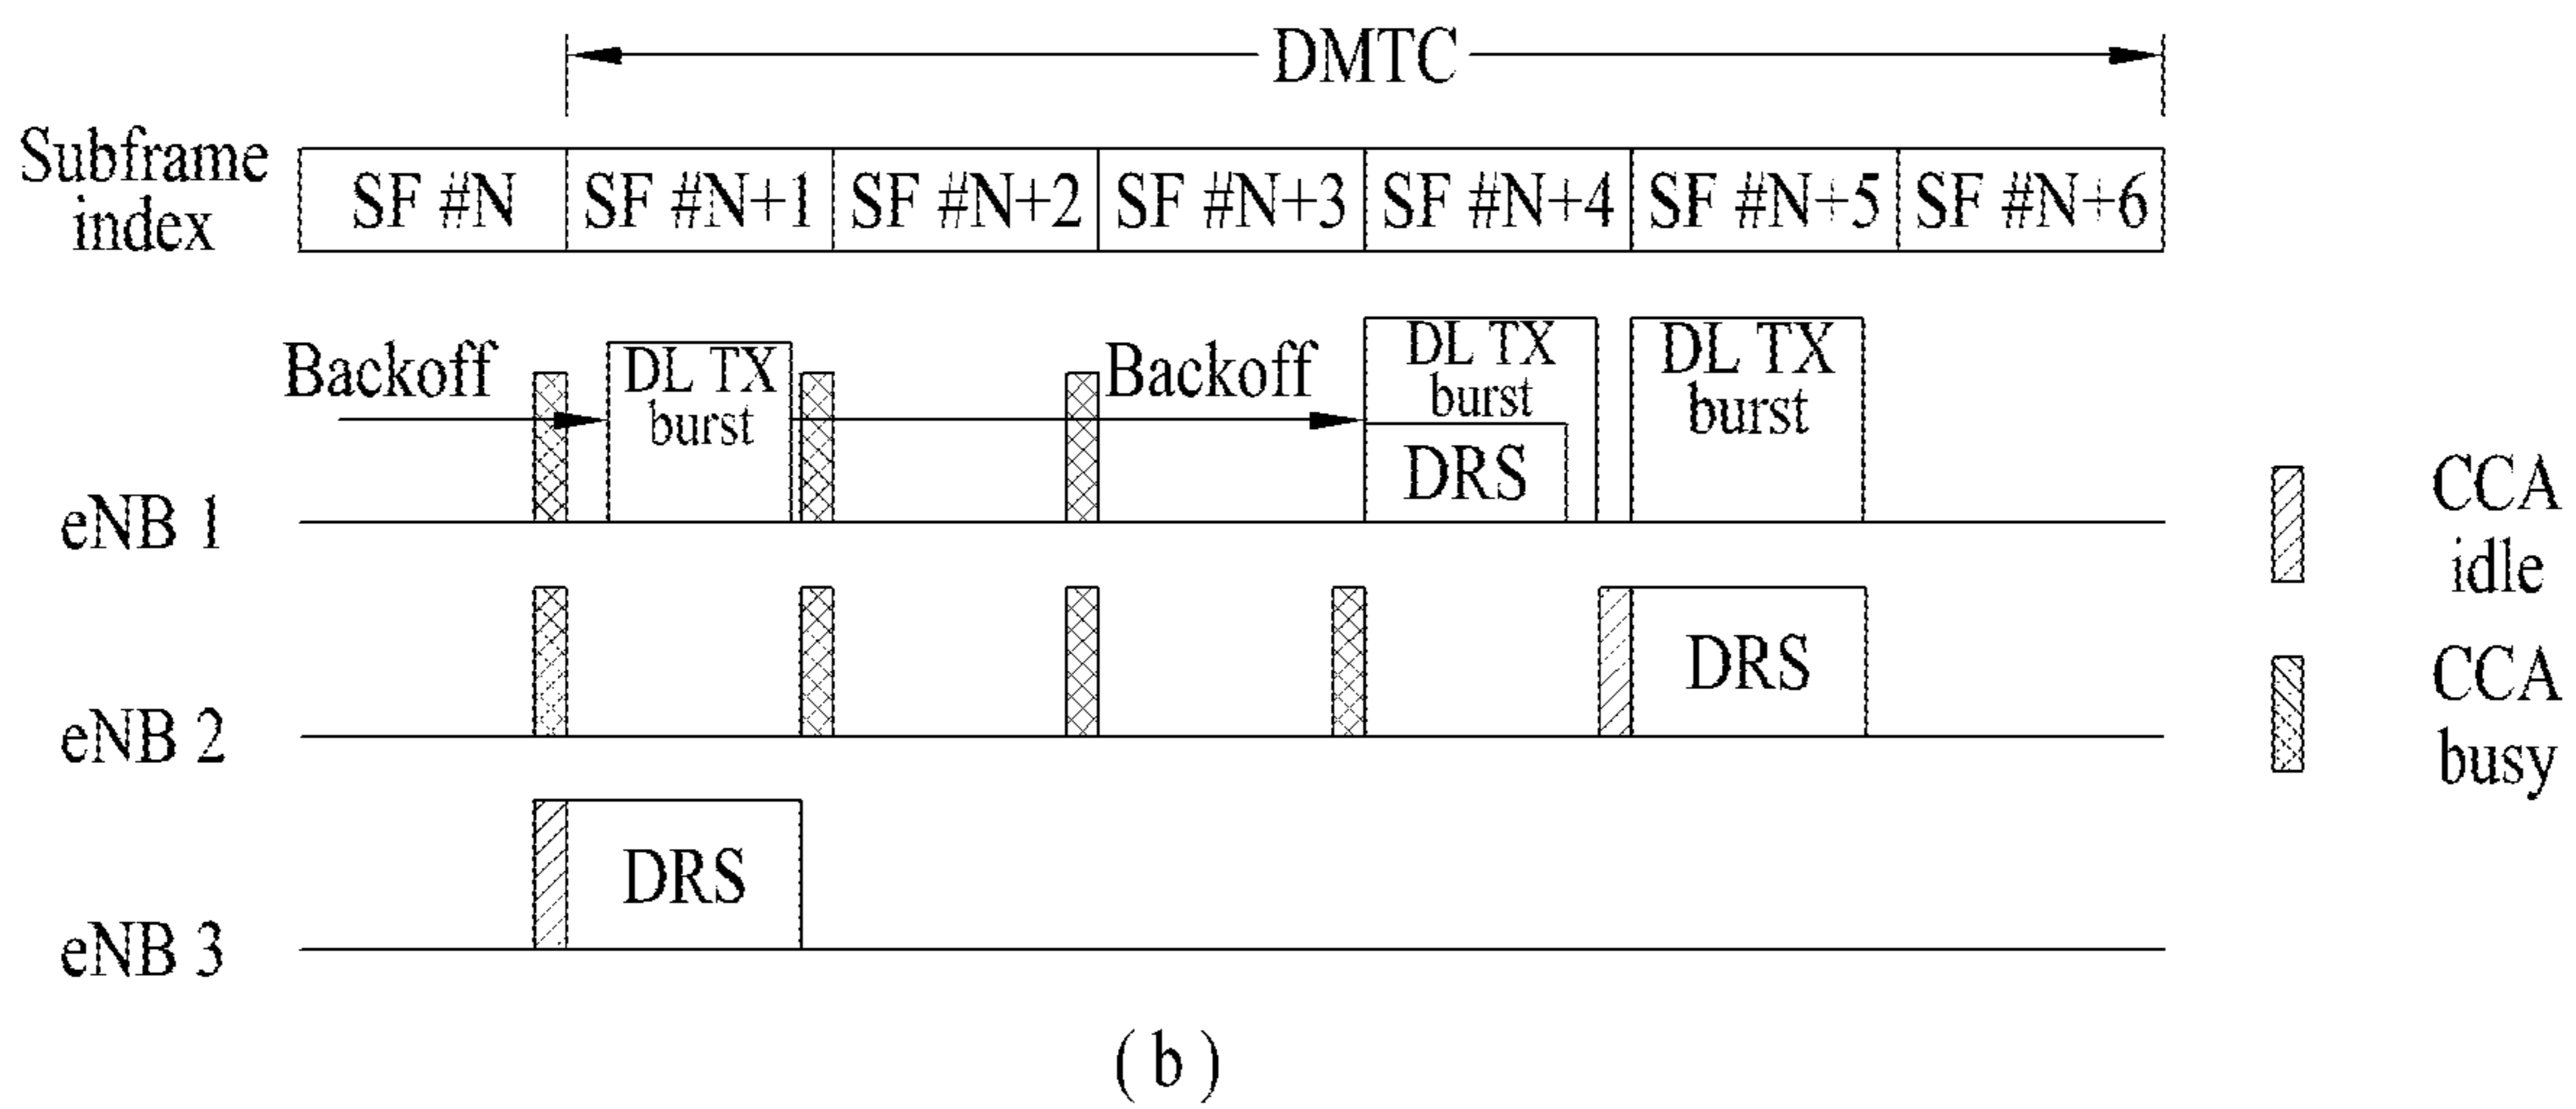 DMTC
Subframe
index
SF #N
SF #N+1
SF #N+2
SF #N+3
SF #N+4
SF #N+5
SF #N+6
Backoff
DL TX
burst
Backoff
DL TX
burst
DRS
DL TX
burst
eNB 1
CCA
idle
DRS
eNB 2
CCA
busy
DRS
eNB 3
( b )